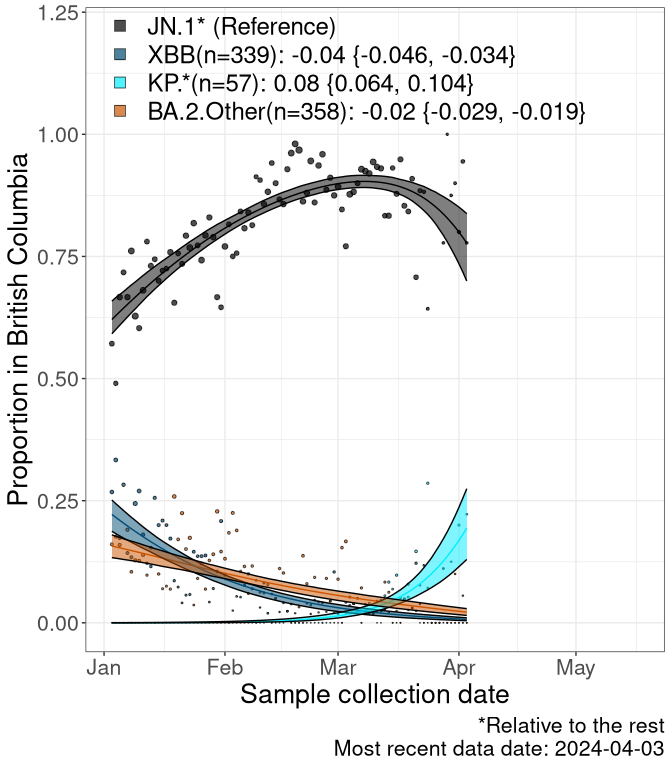 JN.1* (Reference)
XBB(n=339): -0.04 {-0.046, -0.034}
KP.*(n=57): 0.08 {0.064, 0.104}
BA.2.Other(n=358): -0.02 {-0.029, -0.019}
Proportion in British Columbia
1.25
1.00
0.75
0.50
0.25
0.00
Jan Feb Mar Apr May
Sample collection date
*Relative to the rest
Most recent data date: 2024-04-03